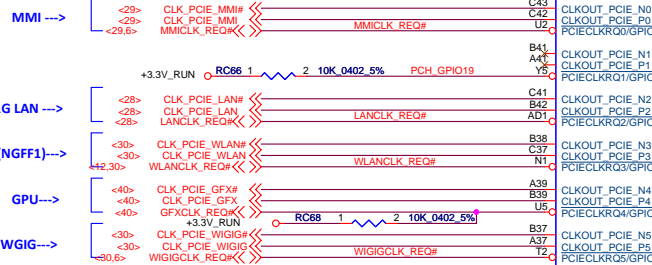 C43
<29> CLK_PCIE_MMI# CLKOUT_PCIE_N0
MMI ---> <29> CLK_PCIE_MMI C42 CLKOUT_PCIE_P0
<29,6> MMICLK_REQ# MMICLK_REQ# U2 PCIECLKRQ0/GPIO
B41 CLKOUT_PCIE_N1
A41 CLKOUT_PCIE_P1
+3.3V_RUN RC66 1 2 10K_0402_5% PCH_GPIO19 Y5 PCIECLKRQ1/GPIO
<28> CLK_PCIE_LAN# C41 CLKOUT_PCIE_N2
G LAN ---> <28> CLK_PCIE_LAN B42 CLKOUT_PCIE_P2
<28> LANCLK_REQ# LANCLK_REQ# AD1 PCIECLKRQ2/GPIO
<30> CLK_PCIE_WLAN# B38 CLKOUT_PCIE_N3
(NGFF1)---> <30> CLK_PCIE_WLAN C37 CLKOUT_PCIE_P3
<12,30> WLANCLK_REQ# WLANCLK_REQ# N1 PCIECLKRQ3/GPIO
<40> CLK_PCIE_GFX# A39 CLKOUT_PCIE_N4
GPU---> <40> CLK_PCIE_GFX B39 CLKOUT_PCIE_P4
<40> GFXCLK_REQ# U5 PCIECLKRQ4/GPIO
+3.3V_RUN RC68 1 2 10K_0402_5%
<30> CLK_PCIE_WIGIG# B37 CLKOUT_PCIE_N5
WGIG---> <30> CLK_PCIE_WIGIG A37 CLKOUT_PCIE_P5
<30,6> WIGIGCLK_REQ# WIGIGCLK_REQ# T2 PCIECLKRQ5/GPIO